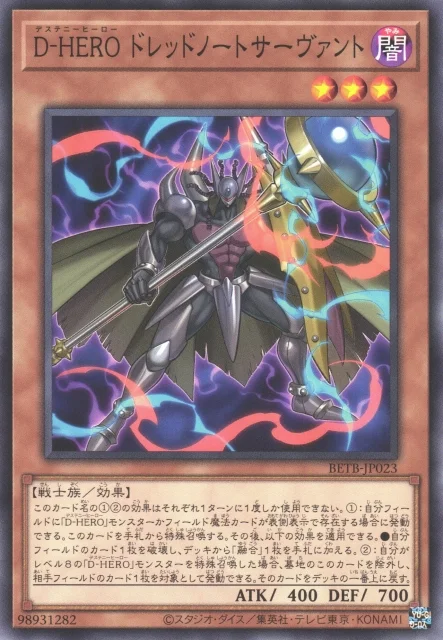 デステニーヒーロー
D-HERO ドレッドノートサーヴァント
やみ
闇
BETB-JP023
【戦士族／効果】
このカード名の①②の効果はそれぞれ1ターンに1度しか使用できない。①：自分フィー
ルドに「D-HERO」モンスターかフィールド魔法カードが表側表示で存在する場合に発動
できる。このカードを手札から特殊召喚する。その後、以下の効果を適用できる。●自分
フィールドのカード1枚を破壊し、デッキから「融合」1枚を手札に加える。②：自分が
レベル8の「D-HERO」モンスターを特殊召喚した場合、墓地のこのカードを除外し、
相手フィールドのカード1枚を対象として発動できる。そのカードをデッキの一番上に戻す。
ATK/ 400 DEF/ 700
98931282
©スタジオ・ダイス／集英社・テレビ東京・KONAMI